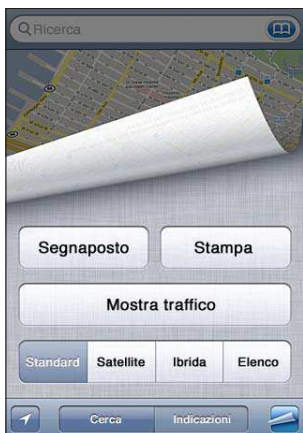 Ricerca
Segnaposto
Stampa
Mostra traffico
Standard
Satellite
Ibrida
Elenco
Cerca
Indicazioni